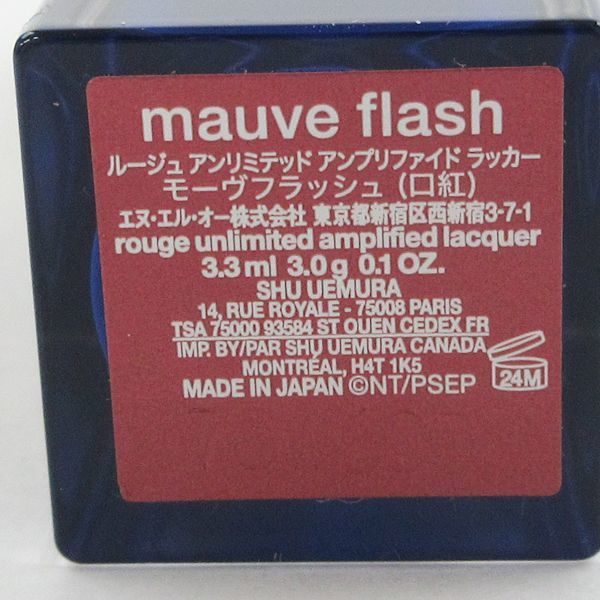 mauve flash
ルージュ アンリミテッド アンプリファイド ラッカー
モーヴフラッシュ (口紅)
エヌ・エル・オー株式会社 東京都新宿区西新宿3-7-1
rouge unlimited amplified lacquer
3.3 ml 3.0 g 0.1 OZ.
SHU UEMURA
14, RUE ROYALE - 75008 PARIS
TSA 75000 93584 ST OUEN CEDEX FR
IMP. BY/PAR SHU UEMURA CANADA
MONTRÉAL, H4T 1K5
24M
MADE IN JAPAN ©NT/PSEP